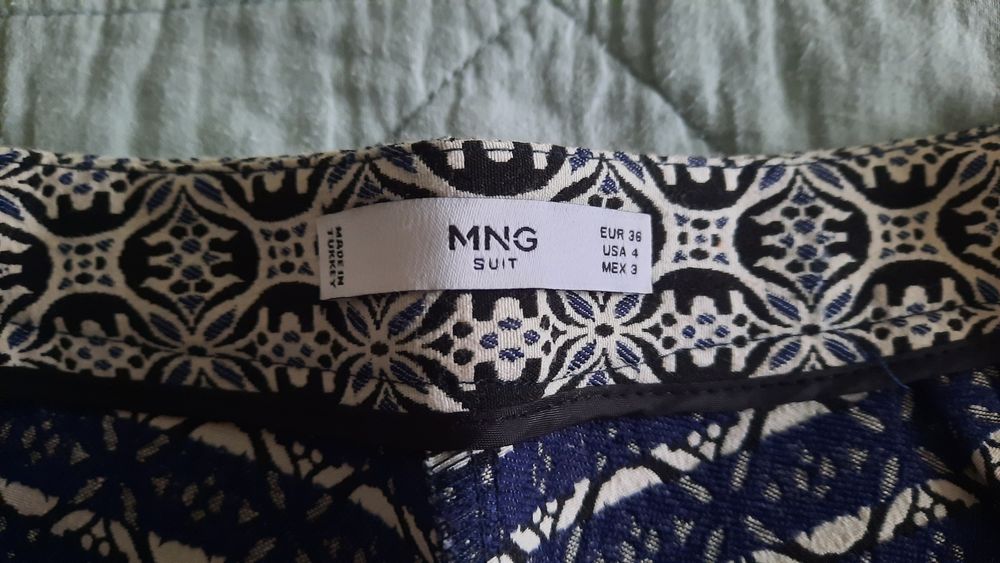 MADE IN
TURKEY
MNG
SUIT
EUR 36
USA 4
MEX 3